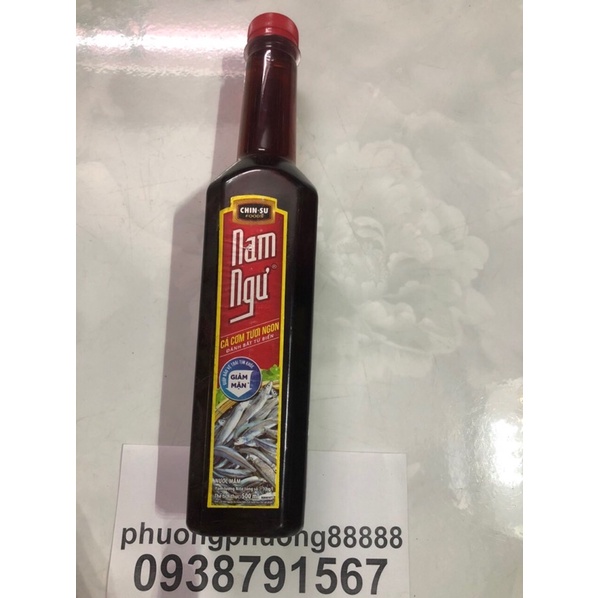 CHIN-SU
FOODS
Nam
Ngư
CÁ CƠM TƯƠI NGON
ĐÁNH BẮT TỪ BIỂN
GIẢM
MẶN
NƯỚC MẮM
500 ml
phuongphuong88888
0938791567